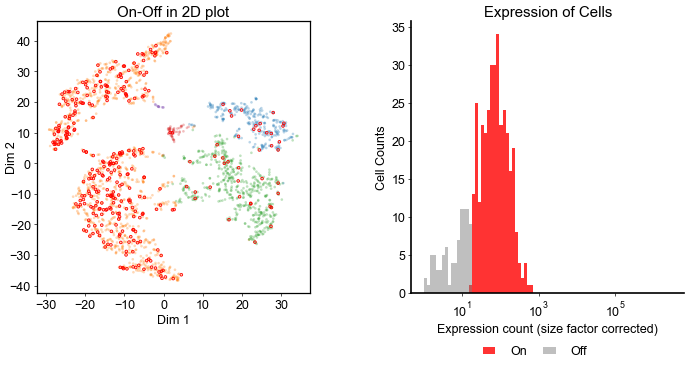 On-Off in 2D plot
Dim 2
40
30
20
10
0
−10
−20
−30
−40
−30 −20 −10 0 10 20 30
Dim 1
Expression of Cells
Cell Counts
35
30
25
20
15
10
5
0
10^1 10^3 10^5
Expression count (size factor corrected)
On Off